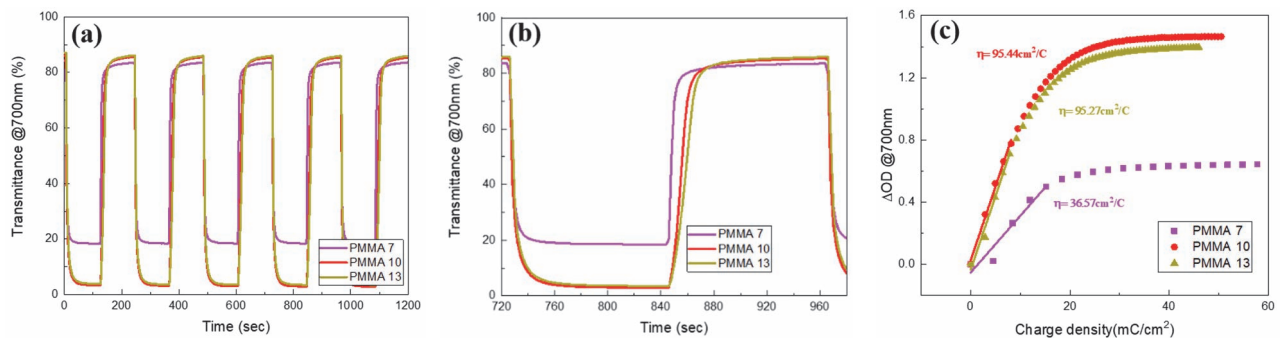 (a)
Transmittance @700nm (%)
100
80
60
40
20
0
0 200 400 600 800 1000 1200
Time (sec)
PMMA 7
PMMA 10
PMMA 13
(b)
Transmittance @700nm (%)
100
80
60
40
20
0
720 760 800 840 880 920 960
Time (sec)
PMMA 7
PMMA 10
PMMA 13
(c)
ΔOD @700nm
1.6
1.2
0.8
0.4
0.0
0 20 40 60
Charge density(mC/cm²)
η=95.44cm²/C
η=95.27cm²/C
η=36.57cm²/C
PMMA 7
PMMA 10
PMMA 13